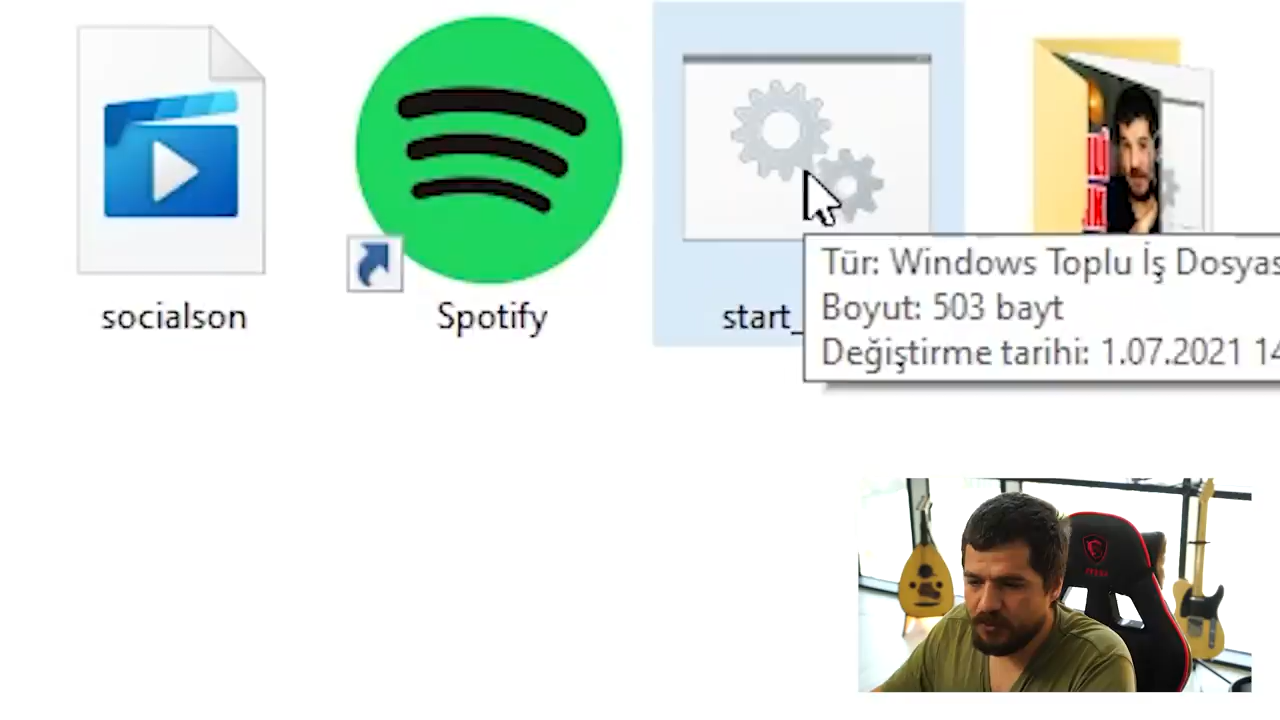 socialson
Spotify
start_
Tür: Windows Toplu İş Dosyas
Boyut: 503 bayt
Değiştirme tarihi: 1.07.2021 14